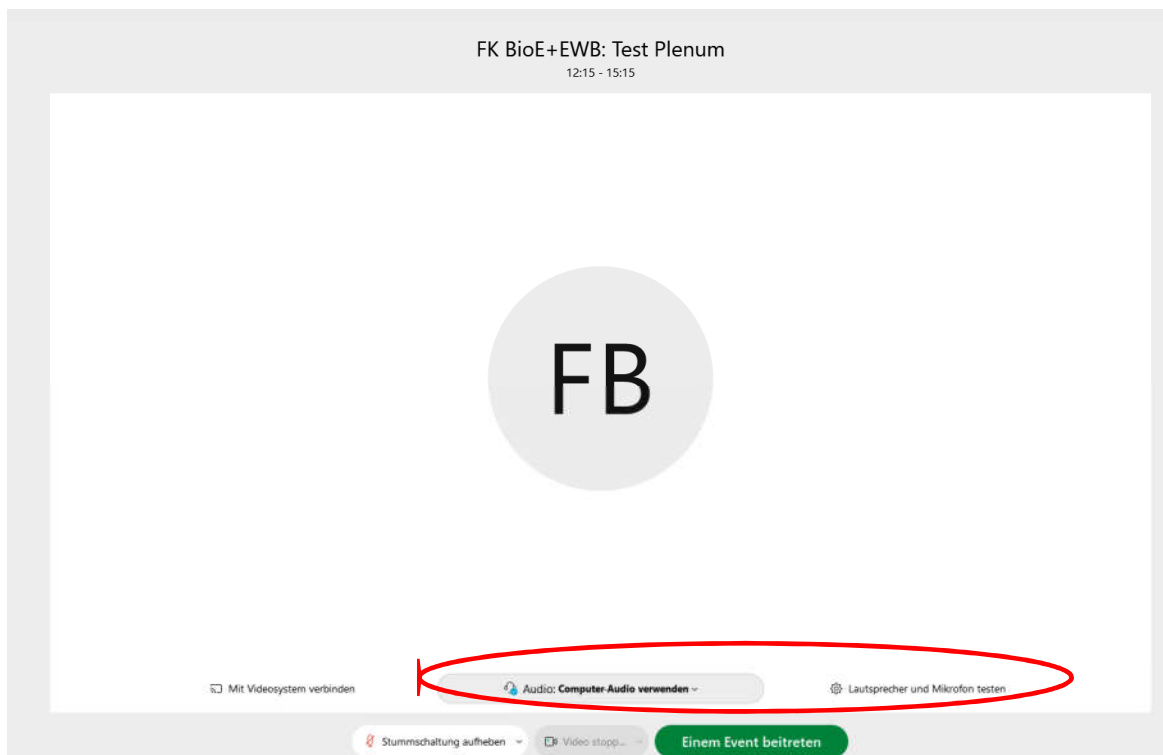 FK BioE+EWB: Test Plenum
12:15 - 15:15
FB
Mit Videosystem verbinden
Audio: Computer-Audio verwenden
Lautsprecher und Mikrofon testen
Stummschaltung aufheben
Video stopp...
Einem Event beitreten